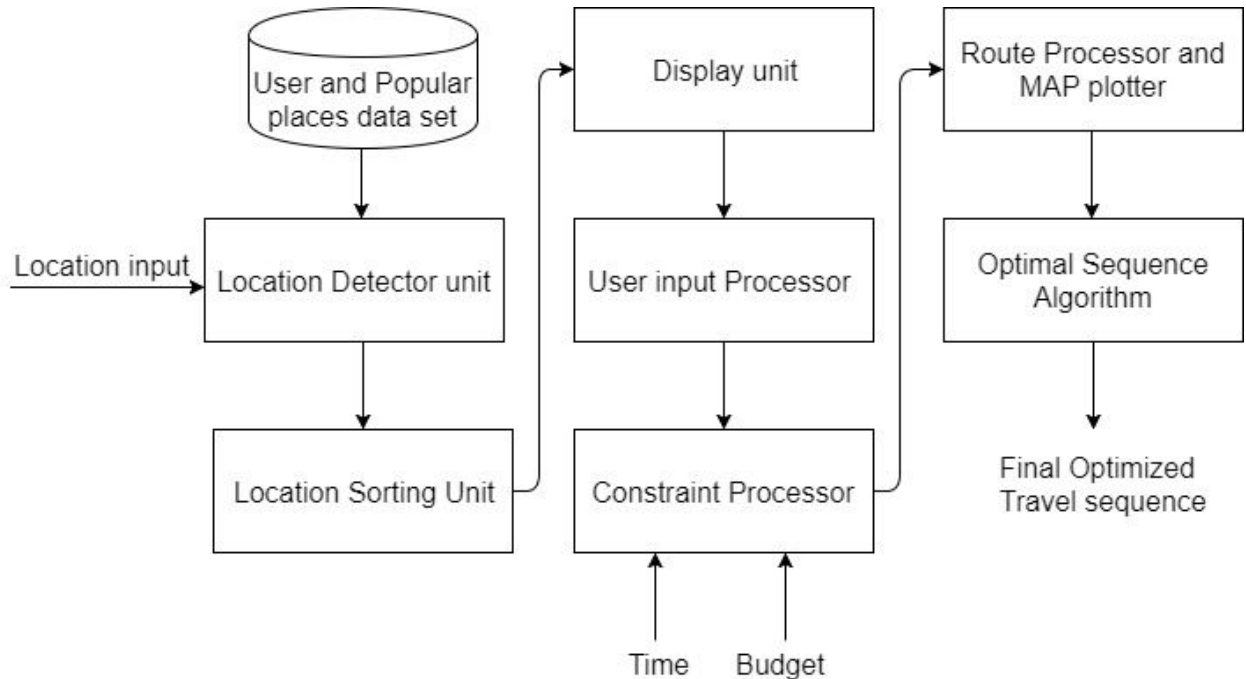 User and Popular
places data set
Location input
Location Detector unit
Location Sorting Unit
Display unit
User input Processor
Constraint Processor
Time
Budget
Route Processor and
MAP plotter
Optimal Sequence
Algorithm
Final Optimized
Travel sequence